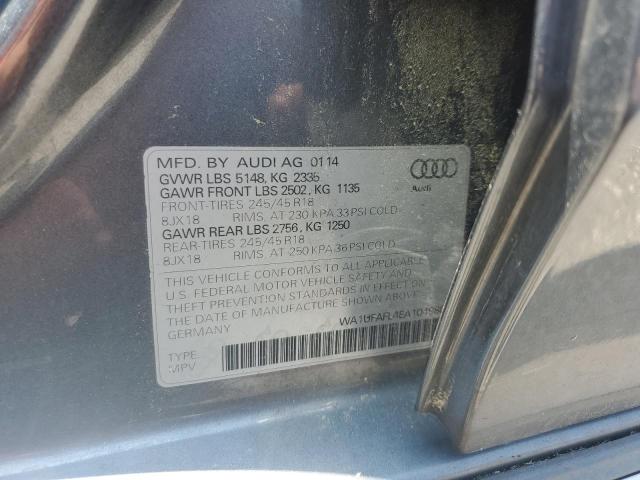 MFD. BY AUDI AG 01 14
GVWR LBS 5148, KG 2335
GAWR FRONT LBS 2502, KG 1135
FRONT-TIRES 245/45 R18
8JX18 RIMS AT 230 KPA 33 PSI COLD
GAWR REAR LBS 2756, KG 1250
REAR-TIRES 245/45 R18
8JX18 RIMS AT 250 KPA 36 PSI COLD
Audi
THIS VEHICLE CONFORMS TO ALL APPLICABLE
U.S. FEDERAL MOTOR VEHICLE SAFETY AND
THEFT PREVENTION STANDARDS IN EFFECT ON
THE DATE OF MANUFACTURE SHOWN ABOVE.
GERMANY
TYPE:
MPV